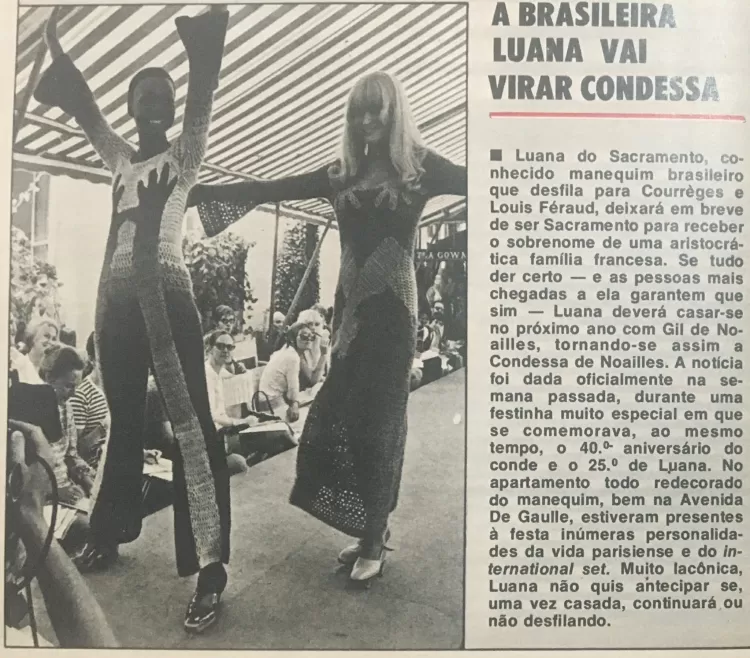 A BRASILEIRA
LUANA VAI
VIRAR CONDESSA
■ Luana do Sacramento, co-
nhecido manequim brasileiro
que desfila para Courrèges e
Louis Féraud, deixará em breve
de ser Sacramento para receber
o sobrenome de uma aristocrá-
tica família francesa. Se tudo
der certo — e as pessoas mais
chegadas a ela garantem que
sim — Luana deverá casar-se
no próximo ano com Gil de No-
ailles, tornando-se assim a
Condessa de Noailles. A notícia
foi dada oficialmente na se-
mana passada, durante uma
festinha muito especial em que
se comemorava, ao mesmo
tempo, o 40.º aniversário do
conde e o 25.º de Luana. No
apartamento todo redecorado
do manequim, bem na Avenida
De Gaulle, estiveram presentes
à festa inúmeras personalida-
des da vida parisiense e do in-
ternational set. Muito lacônica,
Luana não quis antecipar se,
uma vez casada, continuará ou
não desfilando.